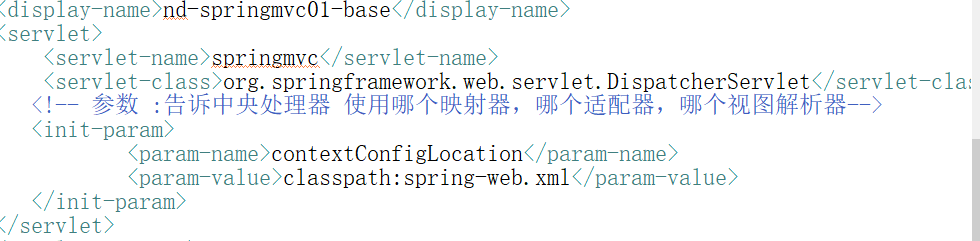 <display-name>nd-springmvc01-base</display-name>
<servlet>
<servlet-name>springmvc</servlet-name>
<servlet-class>org.springframework.web.servlet.DispatcherServlet</servlet-clas
<!-- 参数 :告诉中央处理器 使用哪个映射器，哪个适配器，哪个视图解析器-->
<init-param>
<param-name>contextConfigLocation</param-name>
<param-value>classpath:spring-web.xml</param-value>
</init-param>
</servlet>